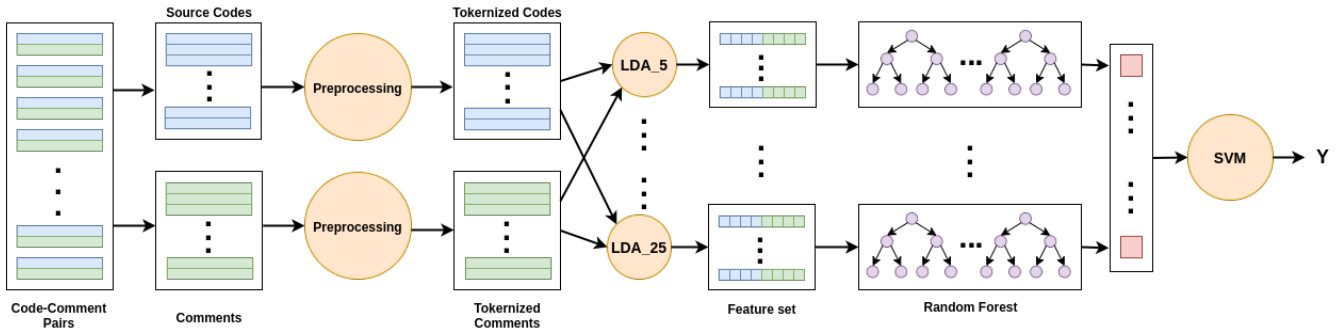 Source Codes
Tokernized Codes
Preprocessing
LDA_5
SVM
Y
Preprocessing
LDA_25
Code-Comment
Pairs
Comments
Tokernized
Comments
Feature set
Random Forest